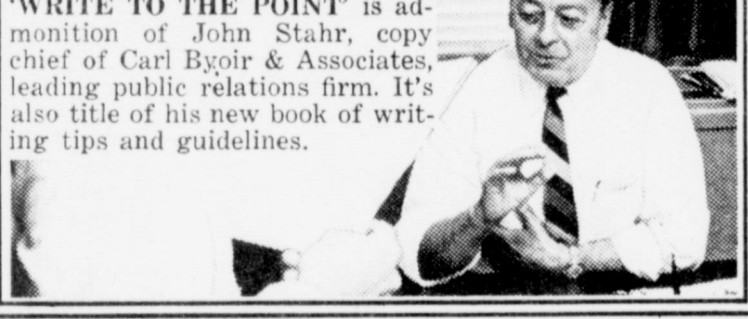 'WRITE TO THE POINT' is ad-
monition of John Stahr, copy
chief of Carl Byoir & Associates,
leading public relations firm. It's
also title of his new book of writ-
ing tips and guidelines.